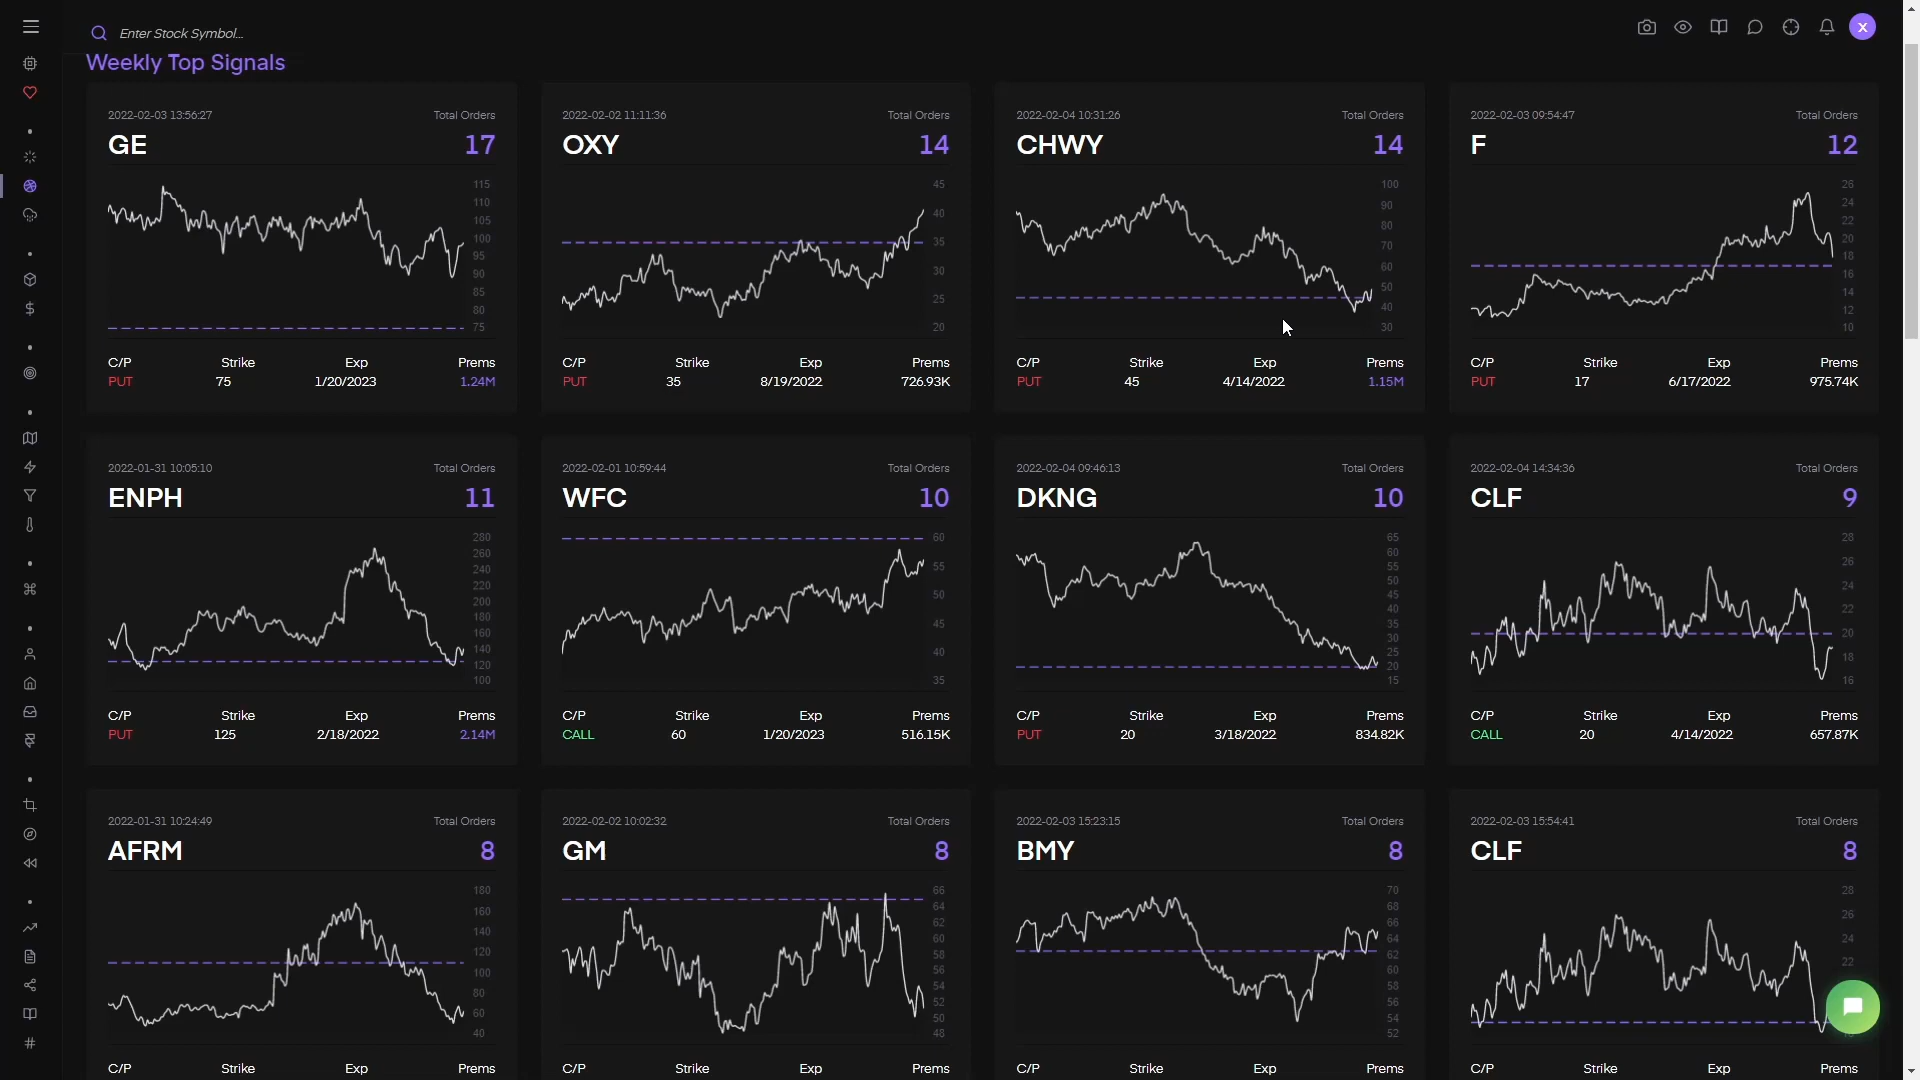 Enter Stock Symbol...
X
Weekly Top Signals
2022-02-03 13:56:27 Total Orders
GE 17
115
110
105
100
95
90
85
80
75
C/P Strike Exp Prems
PUT 75 1/20/2023 1.24M
2022-02-02 11:11:36 Total Orders
OXY 14
45
40
35
30
25
20
C/P Strike Exp Prems
PUT 35 8/19/2022 726.93K
2022-02-04 10:31:26 Total Orders
CHWY 14
100
90
80
70
60
50
40
30
C/P Strike Exp Prems
PUT 45 4/14/2022 1.15M
2022-02-03 09:54:47 Total Orders
F 12
26
24
22
20
18
16
14
12
10
C/P Strike Exp Prems
PUT 17 6/17/2022 975.74K
2022-01-31 10:05:10 Total Orders
ENPH 11
280
260
240
220
200
180
160
140
120
100
C/P Strike Exp Prems
PUT 125 2/18/2022 2.14M
2022-02-01 10:59:44 Total Orders
WFC 10
60
55
50
45
40
35
C/P Strike Exp Prems
CALL 60 1/20/2023 516.15K
2022-02-04 09:46:13 Total Orders
DKNG 10
65
60
55
50
45
40
35
30
25
20
15
C/P Strike Exp Prems
PUT 20 3/18/2022 834.82K
2022-02-04 14:34:36 Total Orders
CLF 9
28
26
24
22
20
18
16
C/P Strike Exp Prems
CALL 20 4/14/2022 657.87K
2022-01-31 10:24:49 Total Orders
AFRM 8
180
160
140
120
100
80
60
40
C/P Strike Exp Prems
2022-02-02 10:02:32 Total Orders
GM 8
66
64
62
60
58
56
54
52
50
48
C/P Strike Exp Prems
2022-02-03 15:23:15 Total Orders
BMY 8
70
68
66
64
62
60
58
56
54
52
C/P Strike Exp Prems
2022-02-03 15:54:41 Total Orders
CLF 8
28
26
24
22
C/P Strike Exp Prems